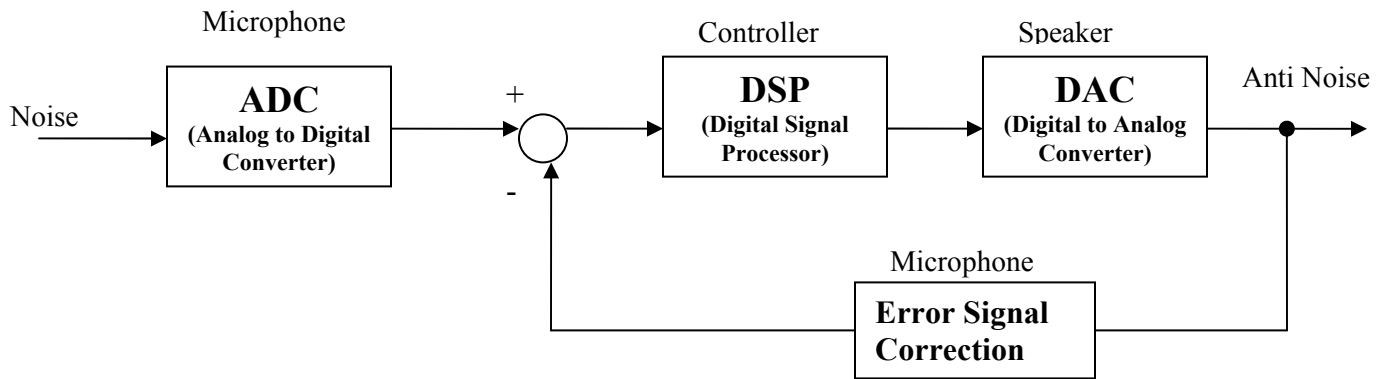 Microphone
Controller
Speaker
Noise
ADC
(Analog to Digital
Converter)
+
-
DSP
(Digital Signal
Processor)
DAC
(Digital to Analog
Converter)
Anti Noise
Microphone
Error Signal
Correction